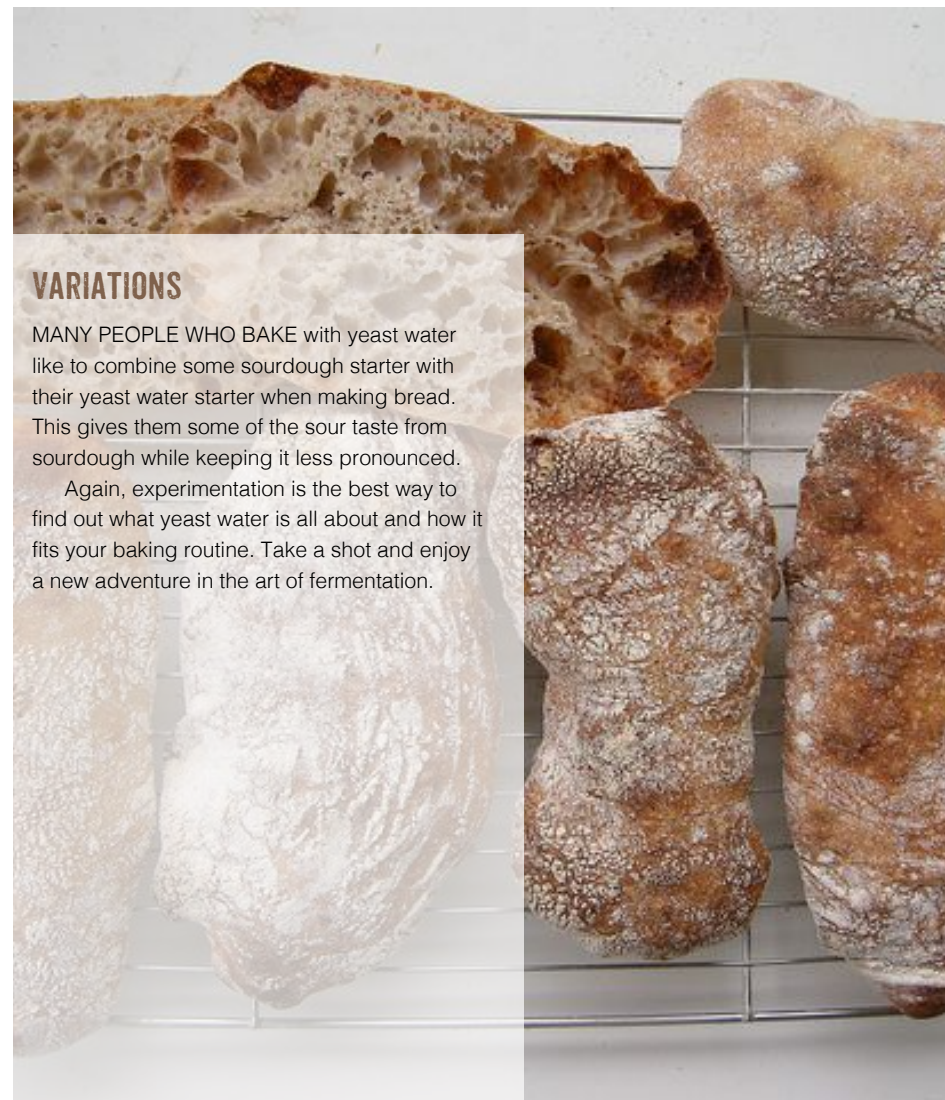 VARIATIONS
MANY PEOPLE WHO BAKE with yeast water
like to combine some sourdough starter with
their yeast water starter when making bread.
This gives them some of the sour taste from
sourdough while keeping it less pronounced.
Again, experimentation is the best way to
find out what yeast water is all about and how it
fits your baking routine. Take a shot and enjoy
a new adventure in the art of fermentation.